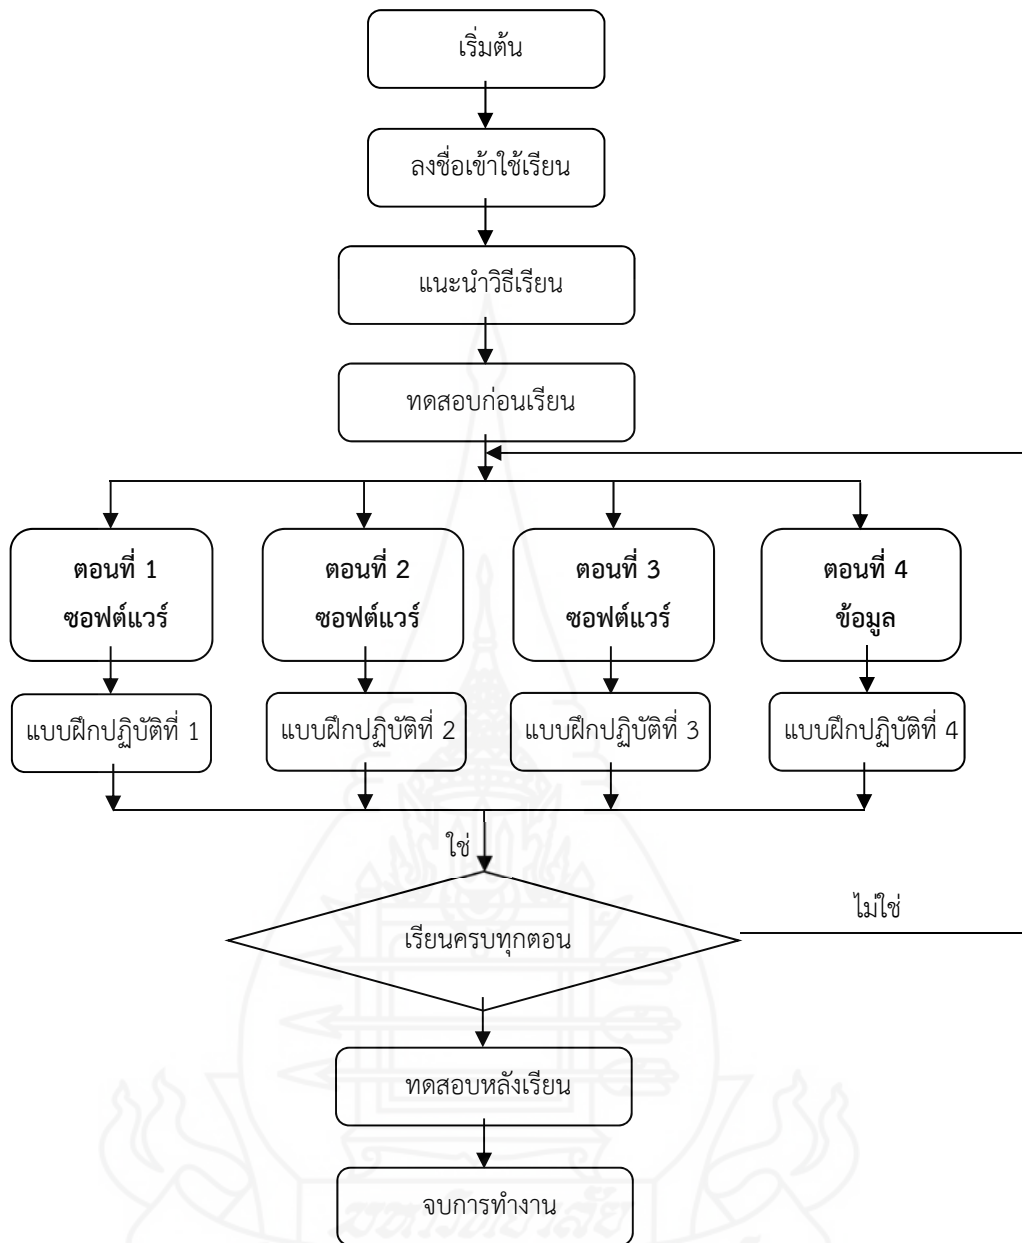 เริ่มต้น
ลงชื่อเข้าใช้เรียน
แนะนำวิธีเรียน
ทดสอบก่อนเรียน
ตอนที่ 1
ซอฟต์แวร์
ตอนที่ 2
ซอฟต์แวร์
ตอนที่ 3
ซอฟต์แวร์
ตอนที่ 4
ข้อมูล
แบบฝึกปฏิบัติที่ 1
แบบฝึกปฏิบัติที่ 2
แบบฝึกปฏิบัติที่ 3
แบบฝึกปฏิบัติที่ 4
ใช่
เรียนครบทุกตอน
ไม่ใช่
ทดสอบหลังเรียน
จบการทำงาน